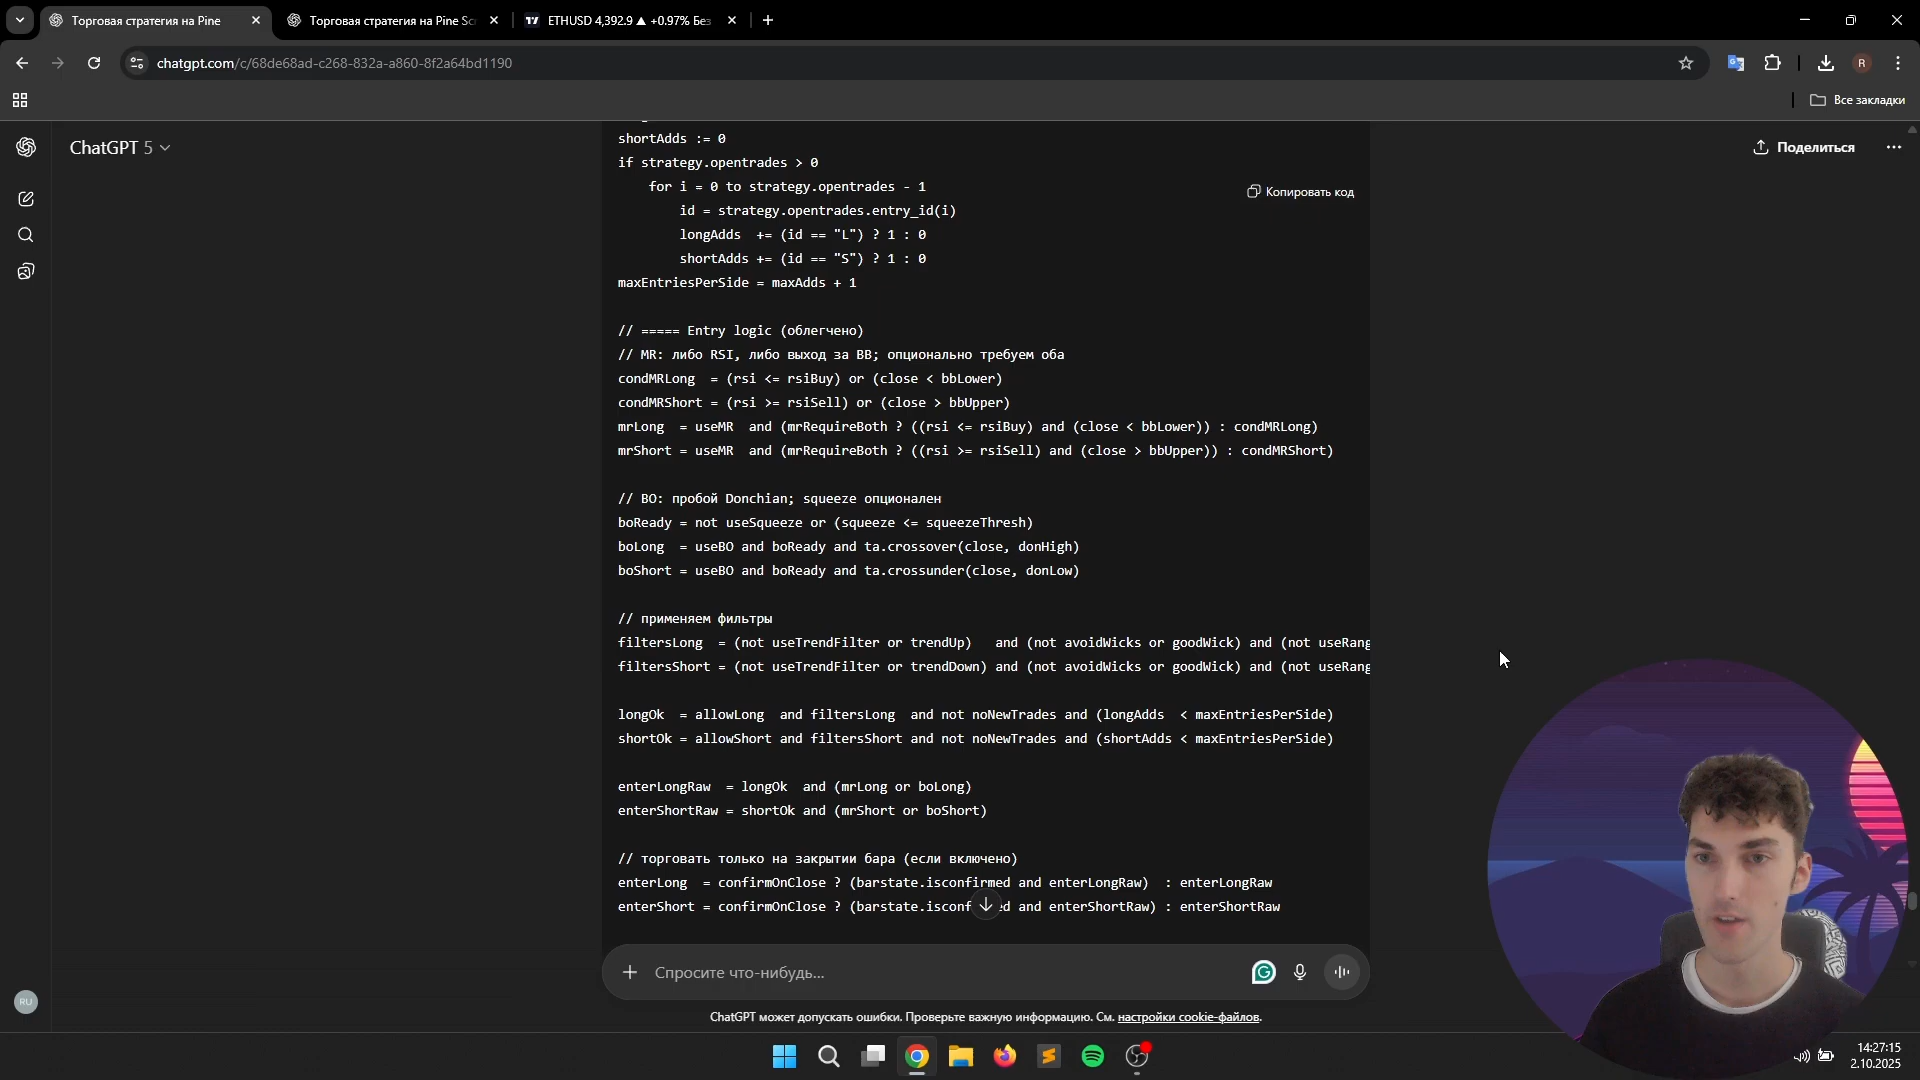 Торговая стратегия на Pine
Торговая стратегия на Pine Sc
ETHUSD 4,392.9 ▲ +0.97% Без
chatgpt.com/c/68de68ad-c268-832a-a860-8f2a64bd1190
R
Все закладки
ChatGPT 5
Поделиться
Копировать код
shortAdds := 0
if strategy.opentrades > 0
    for i = 0 to strategy.opentrades - 1
        id = strategy.opentrades.entry_id(i)
        longAdds  += (id == "L") ? 1 : 0
        shortAdds += (id == "S") ? 1 : 0
maxEntriesPerSide = maxAdds + 1
// ===== Entry logic (облегчено)
// MR: либо RSI, либо выход за BB; опционально требуем оба
condMRLong  = (rsi <= rsiBuy) or (close < bbLower)
condMRShort = (rsi >= rsiSell) or (close > bbUpper)
mrLong  = useMR  and (mrRequireBoth ? ((rsi <= rsiBuy) and (close < bbLower)) : condMRLong)
mrShort = useMR  and (mrRequireBoth ? ((rsi >= rsiSell) and (close > bbUpper)) : condMRShort)
// BO: пробой Donchian; squeeze опционален
boReady = not useSqueeze or (squeeze <= squeezeThresh)
boLong  = useBO and boReady and ta.crossover(close, donHigh)
boShort = useBO and boReady and ta.crossunder(close, donLow)
// применяем фильтры
filtersLong  = (not useTrendFilter or trendUp)   and (not avoidWicks or goodWick) and (not useRang
filtersShort = (not useTrendFilter or trendDown) and (not avoidWicks or goodWick) and (not useRang
longOk  = allowLong  and filtersLong  and not noNewTrades and (longAdds  < maxEntriesPerSide)
shortOk = allowShort and filtersShort and not noNewTrades and (shortAdds < maxEntriesPerSide)
enterLongRaw  = longOk  and (mrLong or boLong)
enterShortRaw = shortOk and (mrShort or boShort)
// торговать только на закрытии бара (если включено)
enterLong  = confirmOnClose ? (barstate.isconfirmed and enterLongRaw)  : enterLongRaw
enterShort = confirmOnClose ? (barstate.isconf ed and enterShortRaw) : enterShortRaw
Спросите что-нибудь...
RU
ChatGPT может допускать ошибки. Проверьте важную информацию. См. настройки cookie-файлов.
14:27:15
2.10.2025